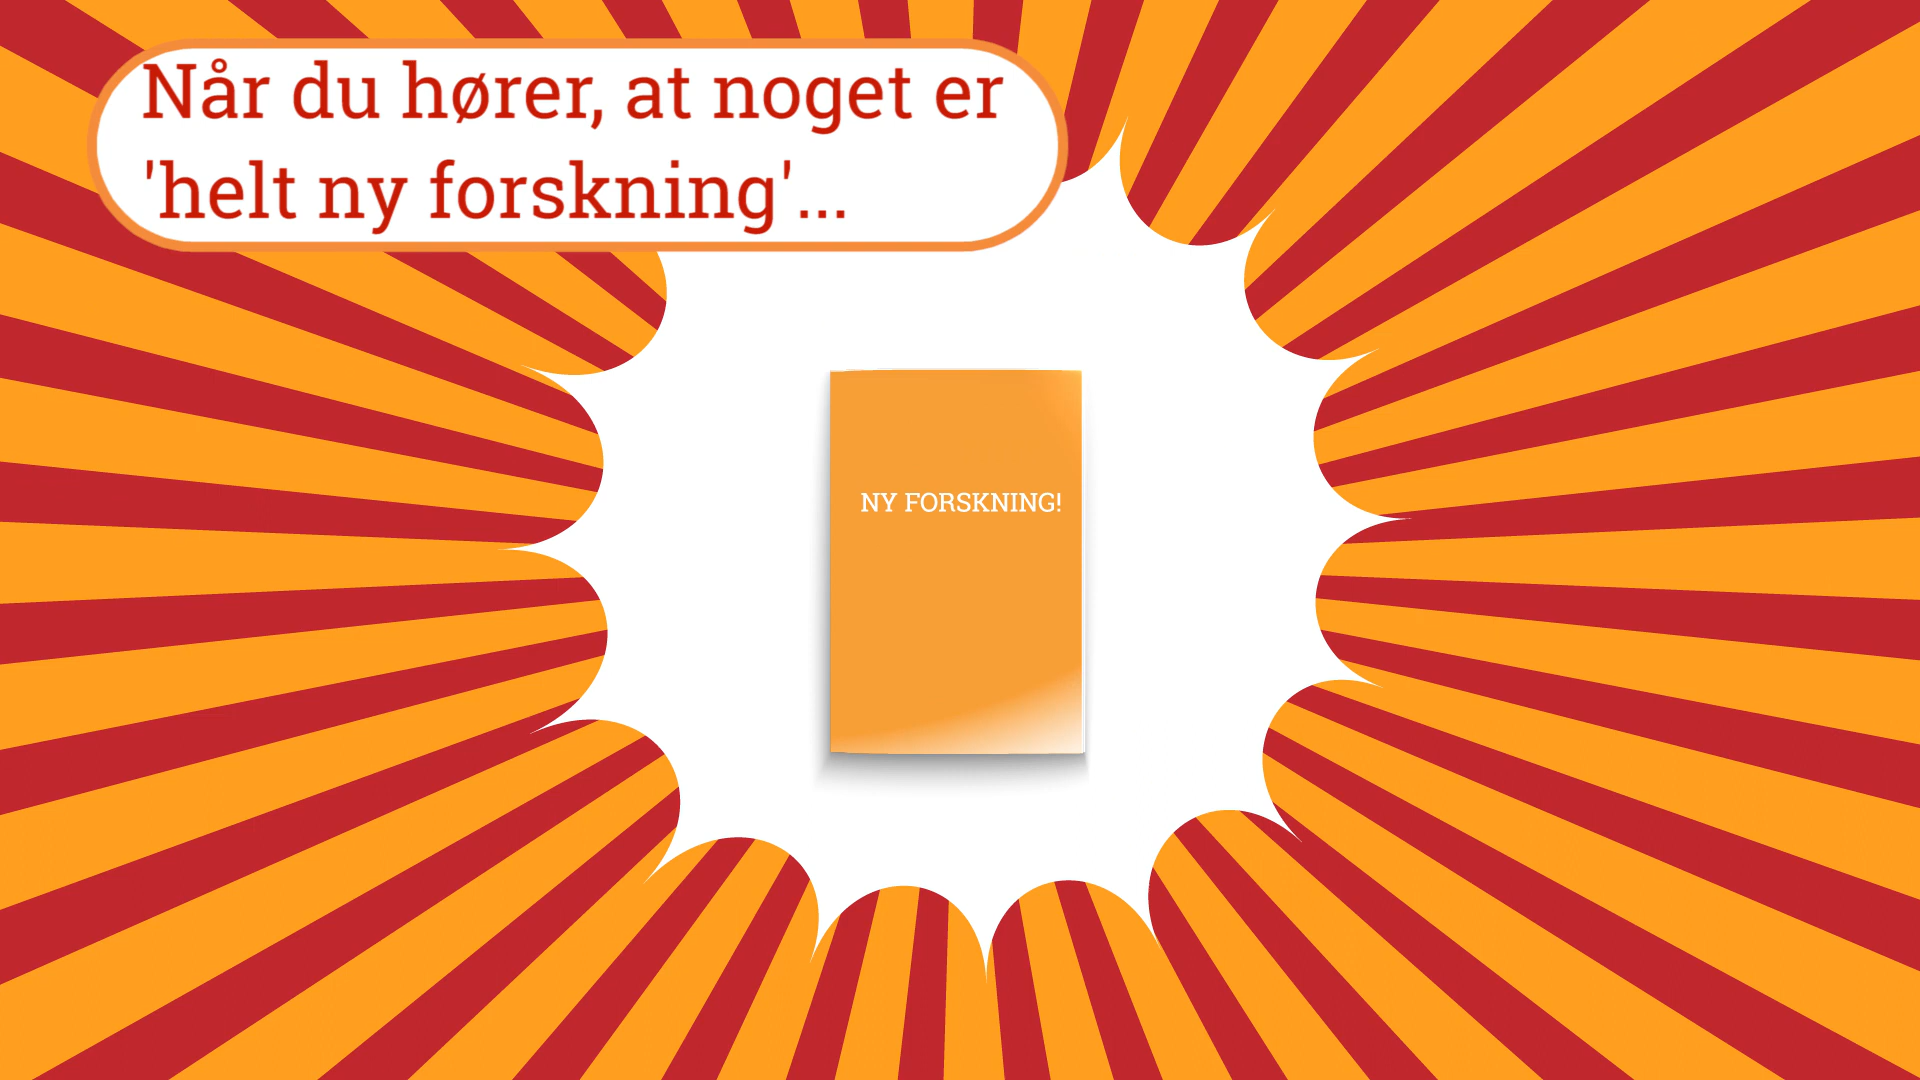 Når du hører, at noget er
'helt ny forskning'...
NY FORSKNING!